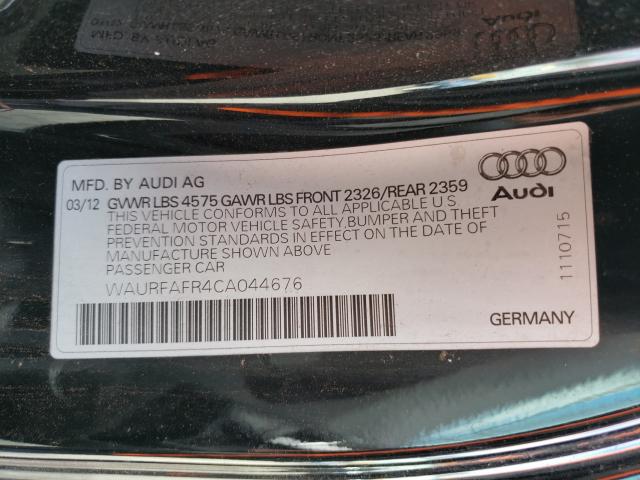 MFD. BY AUDI AG
03/12 GVWR LBS 4575 GAWR LBS FRONT 2326/REAR 2359
THIS VEHICLE CONFORMS TO ALL APPLICABLE U S
FEDERAL MOTOR VEHICLE SAFETY,BUMPER AND THEFT
PREVENTION STANDARDS IN EFFECT ON THE DATE OF
MANUFACTURE SHOWN ABOVE
PASSENGER CAR
WAURFAFR4CA044676
Audi
1110715
GERMANY